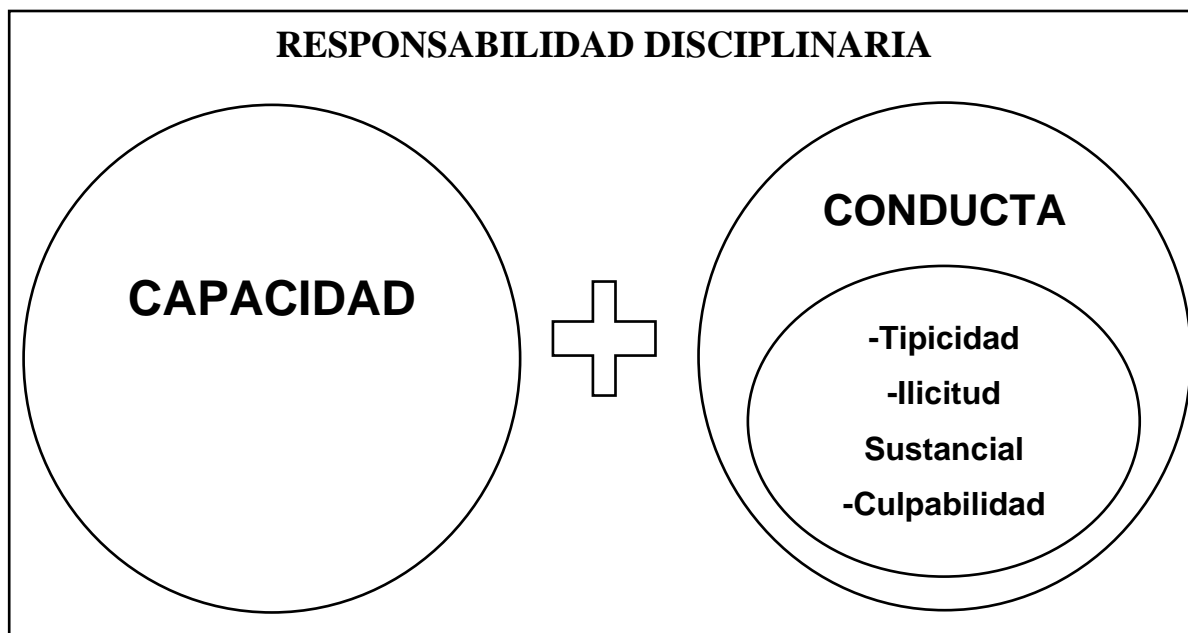 RESPONSABILIDAD DISCIPLINARIA
CAPACIDAD
CONDUCTA
-Tipicidad
-Ilicitud
Sustancial
-Culpabilidad